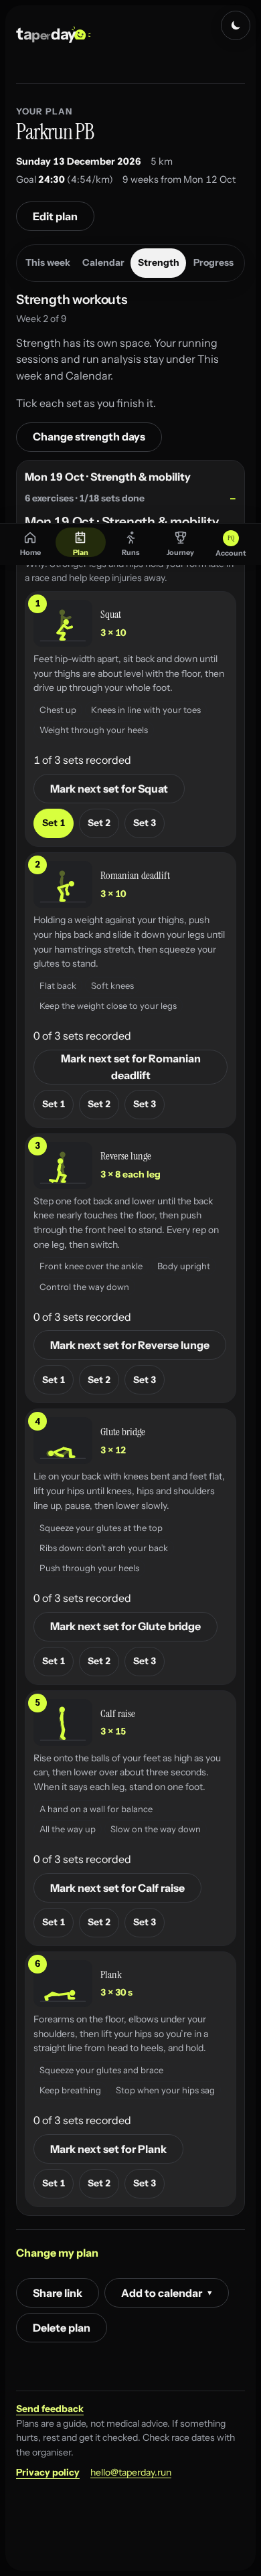 taperday
YOUR PLAN
Parkrun PB
Sunday 13 December 2026 5 km
Goal 24:30 (4:54/km) 9 weeks from Mon 12 Oct
Edit plan
This week Calendar Strength Progress
Strength workouts
Week 2 of 9
Strength has its own space. Your running
sessions and run analysis stay under This
week and Calendar.
Tick each set as you finish it.
Change strength days
Mon 19 Oct · Strength & mobility
6 exercises · 1/18 sets done –
Mon 19 Oct · Strength & mobility
Home Plan Runs Journey Account
in a race and help keep injuries away.
1
Squat
3 × 10
Feet hip-width apart, sit back and down until
your thighs are about level with the floor, then
drive up through your whole foot.
Chest up Knees in line with your toes
Weight through your heels
1 of 3 sets recorded
Mark next set for Squat
Set 1 Set 2 Set 3
2
Romanian deadlift
3 × 10
Holding a weight against your thighs, push
your hips back and slide it down your legs until
your hamstrings stretch, then squeeze your
glutes to stand.
Flat back Soft knees
Keep the weight close to your legs
0 of 3 sets recorded
Mark next set for Romanian
deadlift
Set 1 Set 2 Set 3
3
Reverse lunge
3 × 8 each leg
Step one foot back and lower until the back
knee nearly touches the floor, then push
through the front heel to stand. Every rep on
one leg, then switch.
Front knee over the ankle Body upright
Control the way down
0 of 3 sets recorded
Mark next set for Reverse lunge
Set 1 Set 2 Set 3
4
Glute bridge
3 × 12
Lie on your back with knees bent and feet flat,
lift your hips until knees, hips and shoulders
line up, pause, then lower slowly.
Squeeze your glutes at the top
Ribs down: don't arch your back
Push through your heels
0 of 3 sets recorded
Mark next set for Glute bridge
Set 1 Set 2 Set 3
5
Calf raise
3 × 15
Rise onto the balls of your feet as high as you
can, then lower over about three seconds.
When it says each leg, stand on one foot.
A hand on a wall for balance
All the way up Slow on the way down
0 of 3 sets recorded
Mark next set for Calf raise
Set 1 Set 2 Set 3
6
Plank
3 × 30 s
Forearms on the floor, elbows under your
shoulders, then lift your hips so you're in a
straight line from head to heels, and hold.
Squeeze your glutes and brace
Keep breathing Stop when your hips sag
0 of 3 sets recorded
Mark next set for Plank
Set 1 Set 2 Set 3
Change my plan
Share link Add to calendar ▾
Delete plan
Send feedback
Plans are a guide, not medical advice. If something
hurts, rest and get it checked. Check race dates with
the organiser.
Privacy policy hello@taperday.run